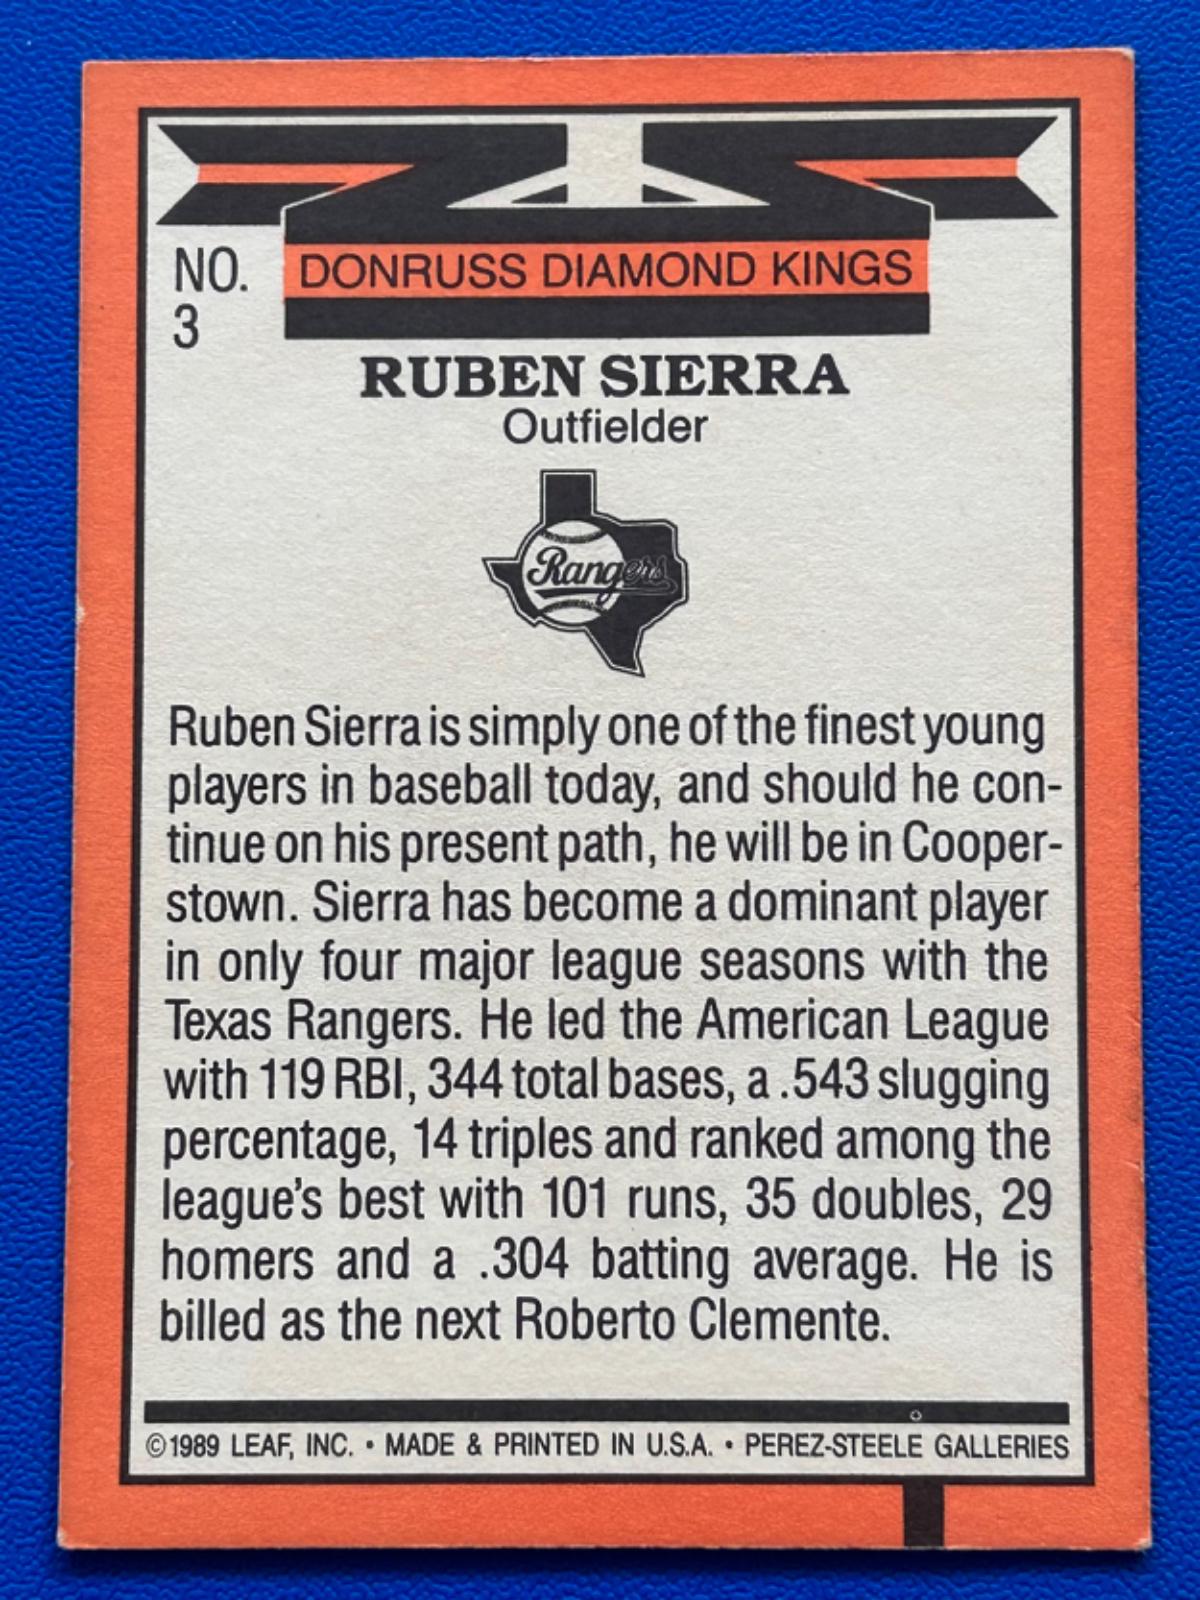 NO.
3
DONRUSS DIAMOND KINGS
RUBEN SIERRA
Outfielder
Rangers
Ruben Sierra is simply one of the finest young
players in baseball today, and should he con-
tinue on his present path, he will be in Cooper-
stown. Sierra has become a dominant player
in only four major league seasons with the
Texas Rangers. He led the American League
with 119 RBI, 344 total bases, a .543 slugging
percentage, 14 triples and ranked among the
league's best with 101 runs, 35 doubles, 29
homers and a .304 batting average. He is
billed as the next Roberto Clemente.
©1989 LEAF, INC. • MADE & PRINTED IN U.S.A. • PEREZ-STEELE GALLERIES